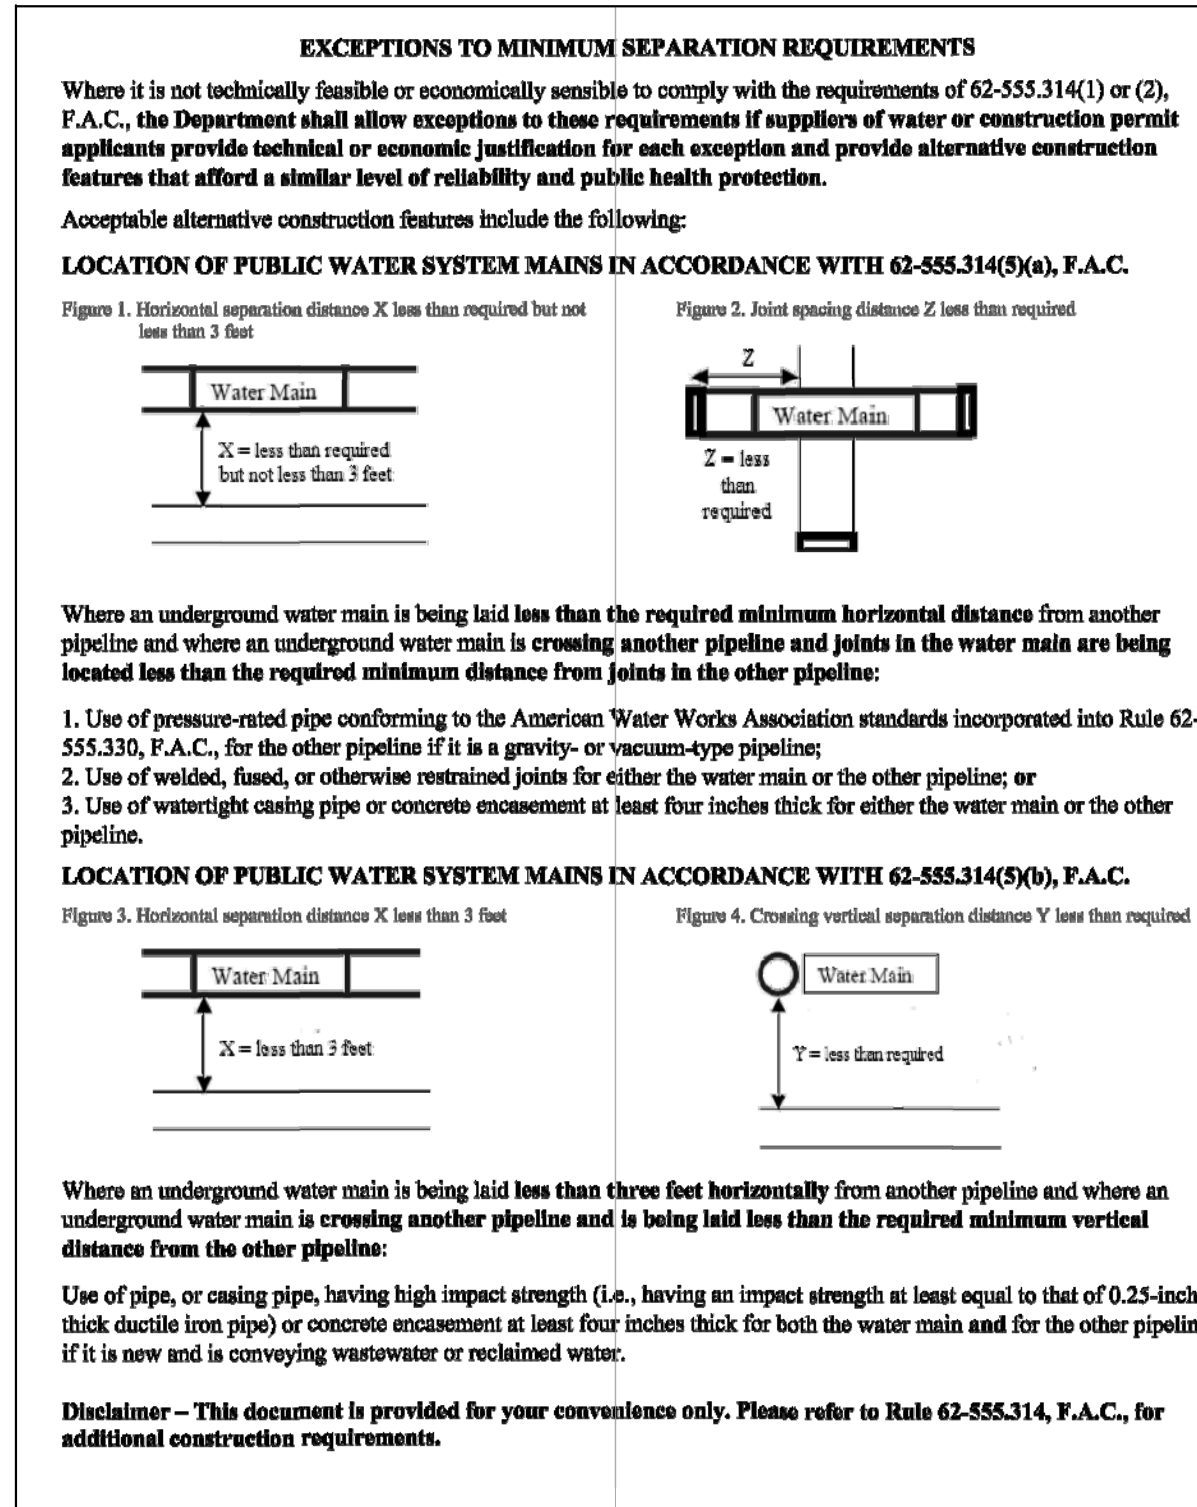 EXCEPTIONS TO MINIMUM SEPARATION REQUIREMENTS
Where it is not technically feasible or economically sensible to comply with the requirements of 62-555.314(1) or (2),
F.A.C., the Department shall allow exceptions to these requirements if suppliers of water or construction permit
applicants provide technical or economic justification for each exception and provide alternative construction
features that afford a similar level of reliability and public health protection.
Acceptable alternative construction features include the following:
LOCATION OF PUBLIC WATER SYSTEM MAINS IN ACCORDANCE WITH 62-555.314(5)(a), F.A.C.
Figure 1. Horizontal separation distance X less than required but not
less than 3 feet
Water Main
X = less than required
but not less than 3 feet
Figure 2. Joint spacing distance Z less than required
Z
Water Main
Z = less
than
required
Where an underground water main is being laid less than the required minimum horizontal distance from another
pipeline and where an underground water main is crossing another pipeline and joints in the water main are being
located less than the required minimum distance from joints in the other pipeline:
1. Use of pressure-rated pipe conforming to the American Water Works Association standards incorporated into Rule 62-
555.330, F.A.C., for the other pipeline if it is a gravity- or vacuum-type pipeline;
2. Use of welded, fused, or otherwise restrained joints for either the water main or the other pipeline; or
3. Use of watertight casing pipe or concrete encasement at least four inches thick for either the water main or the other
pipeline.
LOCATION OF PUBLIC WATER SYSTEM MAINS IN ACCORDANCE WITH 62-555.314(5)(b), F.A.C.
Figure 3. Horizontal separation distance X less than 3 feet
Water Main
X = less than 3 feet
Figure 4. Crossing vertical separation distance Y less than required
Water Main
Y = less than required
Where an underground water main is being laid less than three feet horizontally from another pipeline and where an
underground water main is crossing another pipeline and is being laid less than the required minimum vertical
distance from the other pipeline:
Use of pipe, or casing pipe, having high impact strength (i.e., having an impact strength at least equal to that of 0.25-inch
thick ductile iron pipe) or concrete encasement at least four inches thick for both the water main and for the other pipelin
if it is new and is conveying wastewater or reclaimed water.
Disclaimer – This document is provided for your convenience only. Please refer to Rule 62-555.314, F.A.C., for
additional construction requirements.